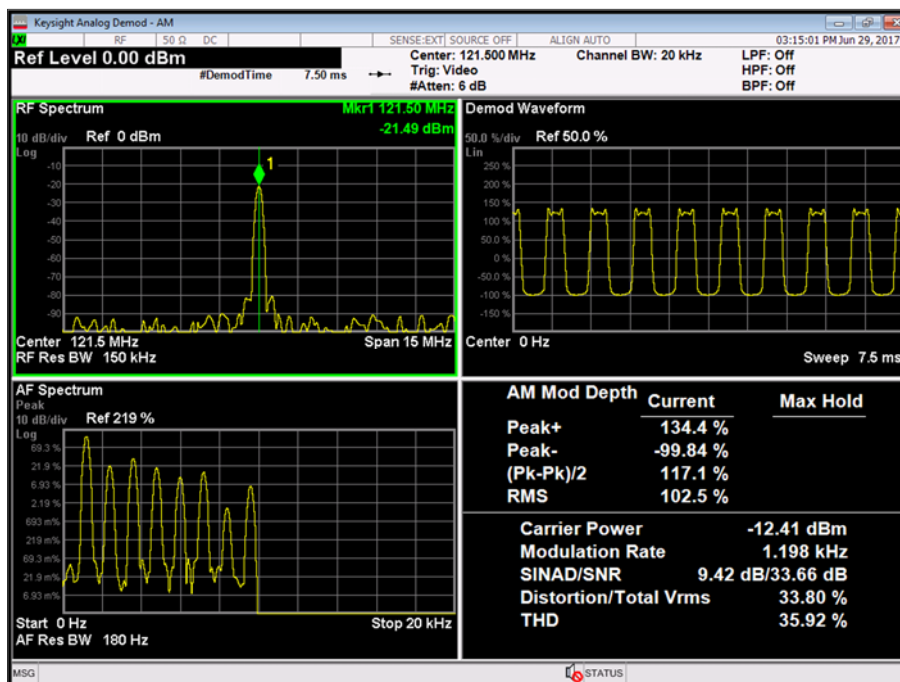 Keysight Analog Demod - AM
LXI RF 50 Ω DC SENSE:EXT SOURCE OFF ALIGN AUTO 03:15:01 PM Jun 29, 2017
Ref Level 0.00 dBm
#DemodTime 7.50 ms
Center: 121.500 MHz Channel BW: 20 kHz LPF: Off
Trig: Video HPF: Off
#Atten: 6 dB BPF: Off
RF Spectrum Mkr1 121.50 MHz
-21.49 dBm
10 dB/div Ref 0 dBm
Log
1
-10
-20
-30
-40
-50
-60
-70
-80
-90
Center 121.5 MHz Span 15 MHz
RF Res BW 150 kHz
Demod Waveform
50.0 %/div Ref 50.0 %
Lin
250 %
200 %
150 %
100 %
50.0 %
0 %
-50.0 %
-100 %
-150 %
Center 0 Hz
Sweep 7.5 ms
AF Spectrum
Peak
10 dB/div Ref 219 %
Log
69.3 %
21.9 %
6.93 %
2.19 %
693 m%
219 m%
69.3 m%
21.9 m%
6.93 m%
Start 0 Hz Stop 20 kHz
AF Res BW 180 Hz
AM Mod Depth Current Max Hold
Peak+ 134.4 %
Peak- -99.84 %
(Pk-Pk)/2 117.1 %
RMS 102.5 %
Carrier Power -12.41 dBm
Modulation Rate 1.198 kHz
SINAD/SNR 9.42 dB/33.66 dB
Distortion/Total Vrms 33.80 %
THD 35.92 %
MSG STATUS